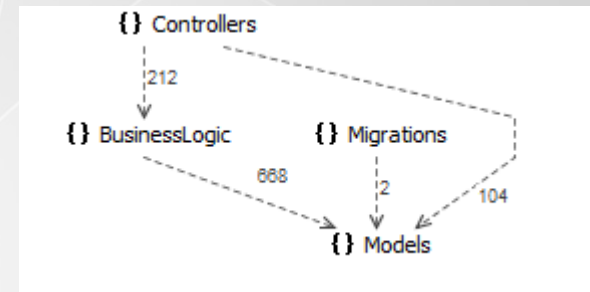 {} Controllers
212
{} BusinessLogic {} Migrations
668
2
104
{} Models